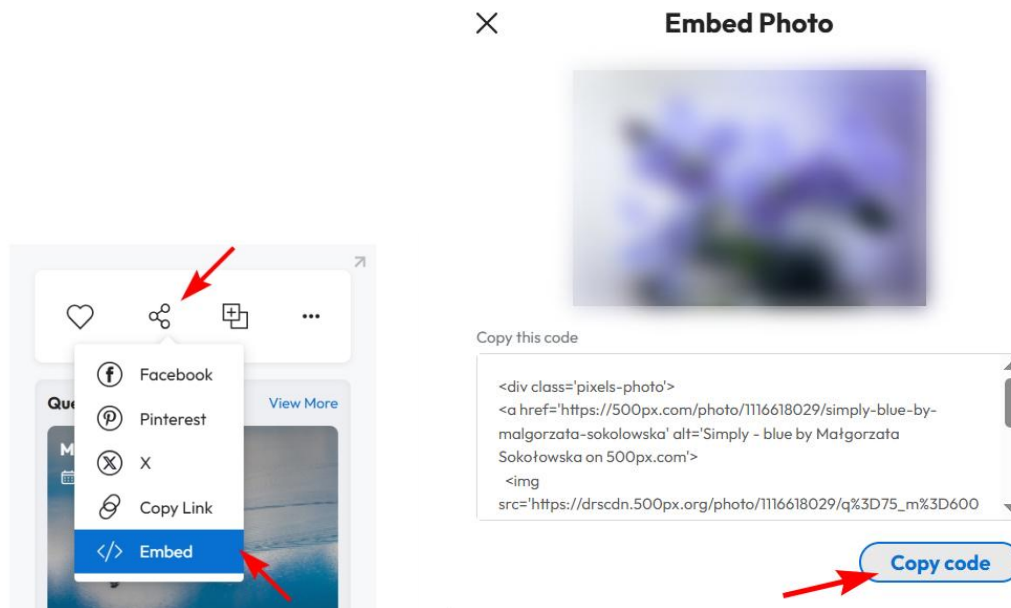 Embed Photo
Facebook
Que
View More
Pinterest
M
X
Copy Link
</> Embed
Copy this code
<div class='pixels-photo'>
<a href='https://500px.com/photo/1116618029/simply-blue-by-
malgorzata-sokolowska' alt='Simply - blue by Małgorzata
Sokołowska on 500px.com'>
<img
src='https://drscdn.500px.org/photo/1116618029/q%3D75_m%3D600
Copy code